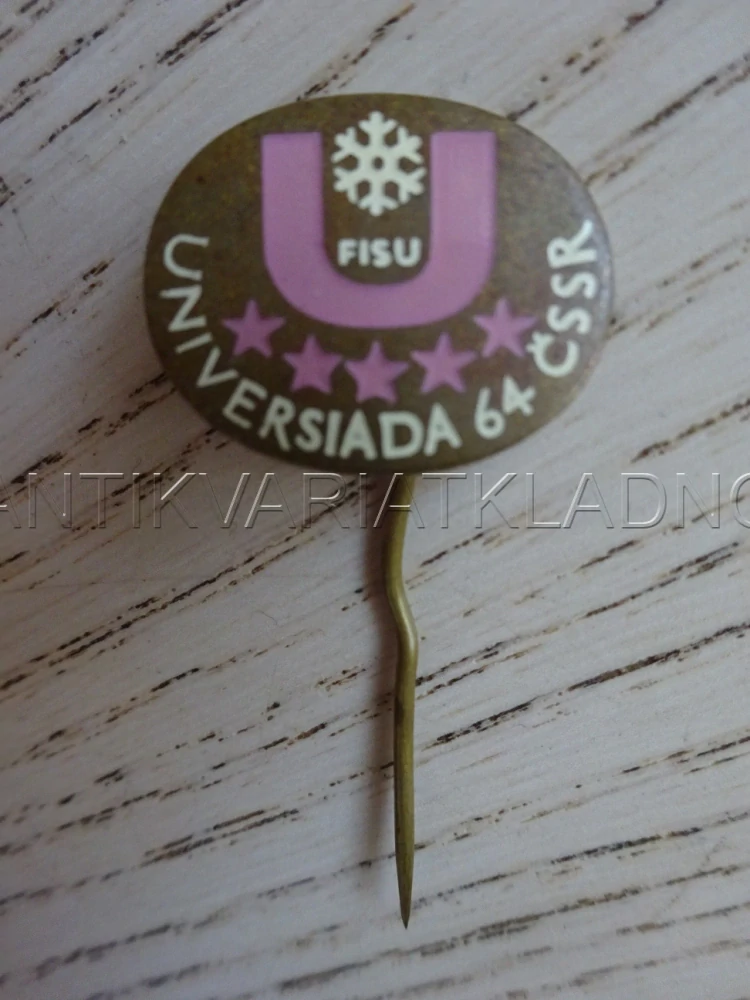 U
FISU
UNIVERSIADA 64 ČSSR
ANTIKVARIATKLADNO